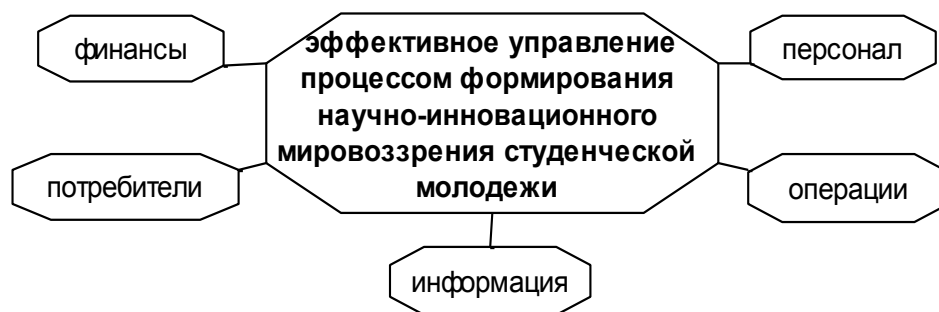 финансы
эффективное управление
процессом формирования
научно-инновационного
мировоззрения студенческой
молодежи
персонал
потребители
операции
информация